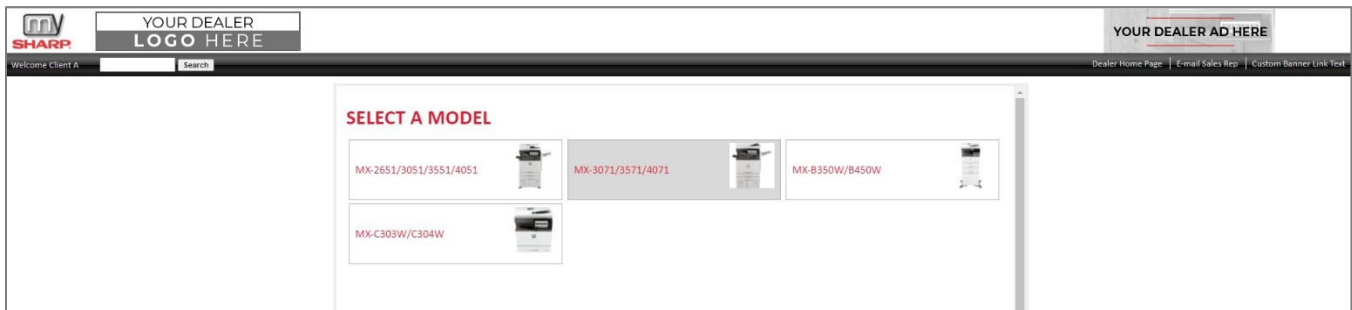 my
SHARP
YOUR DEALER
LOGO HERE
YOUR DEALER AD HERE
Welcome Client A
Search
Dealer Home Page | E-mail Sales Rep | Custom Banner Link Text
SELECT A MODEL
MX-2651/3051/3551/4051
MX-3071/3571/4071
MX-B350W/B450W
MX-C303W/C304W